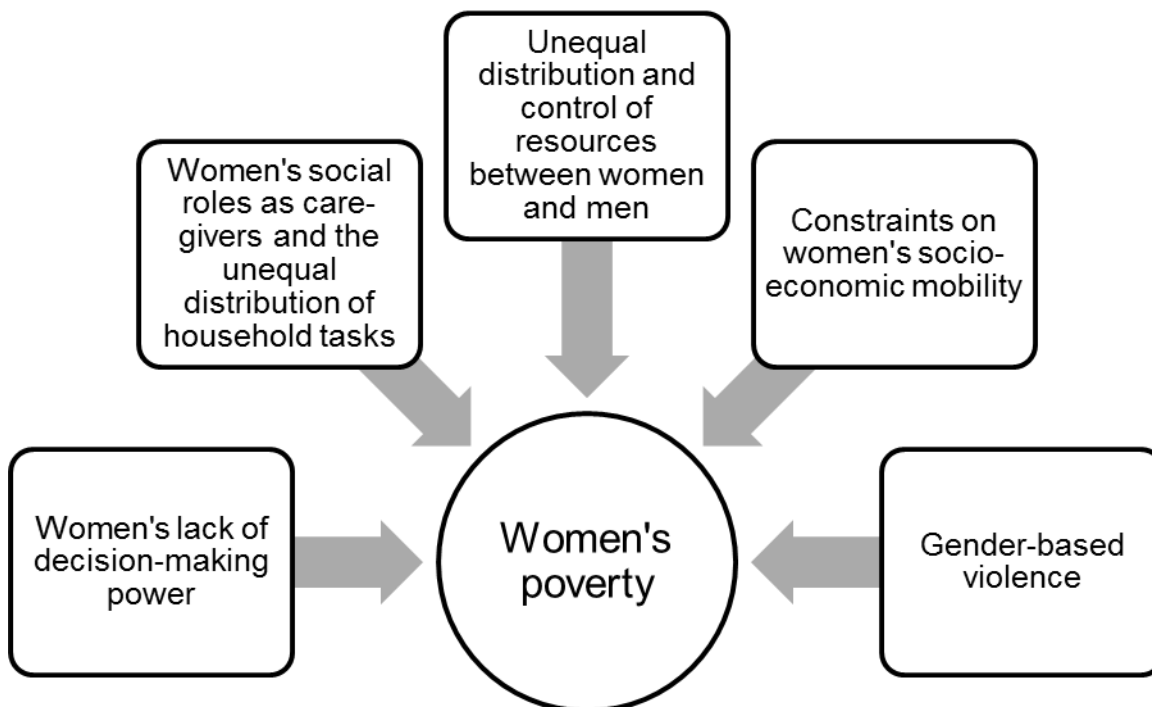 Unequal
distribution and
control of
resources
between women
and men
Women's social
roles as care-
givers and the
unequal
distribution of
household tasks
Constraints on
women's socio-
economic mobility
Women's lack of
decision-making
power
Women's
poverty
Gender-based
violence